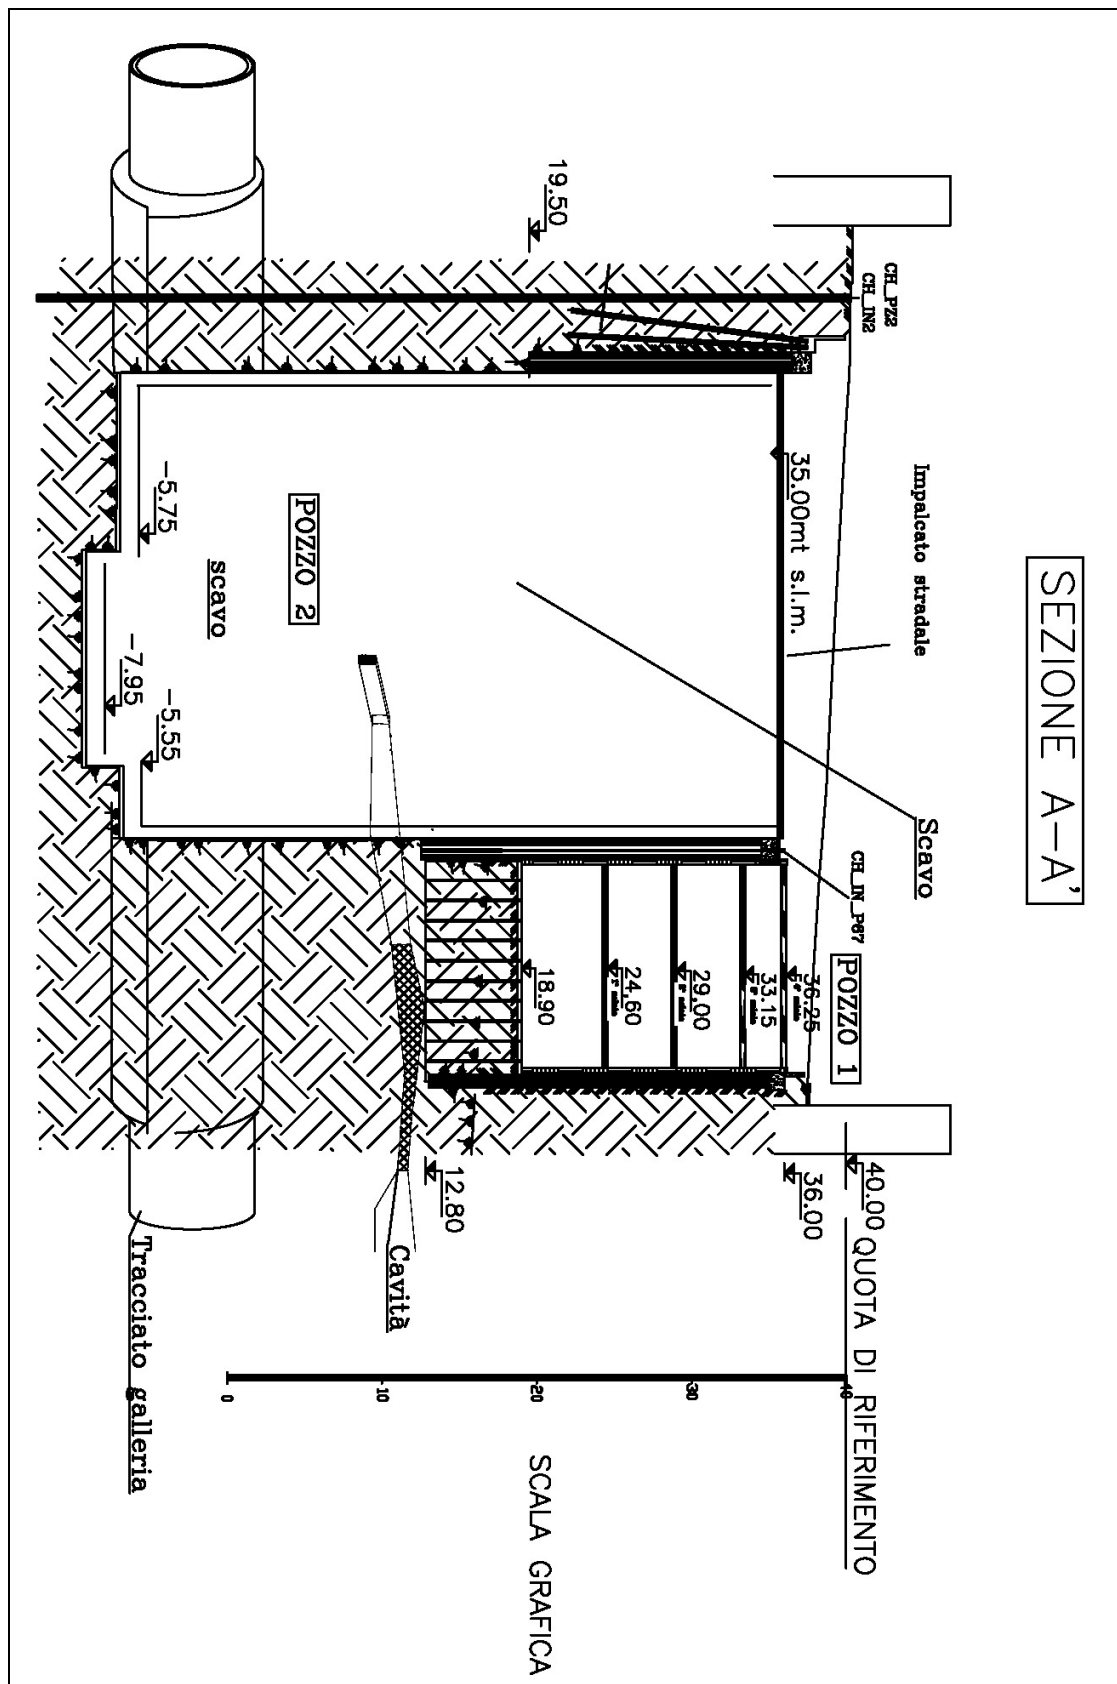 SEZIONE A-A'
40.00
QUOTA DI RIFERIMENTO
36.00
CH_PZ2
CH_IN2
Impalcato stradale
Scavo
POZZO 1
CH_IN_P67
36.25
33.15
29.00
24.60
18.90
35.00mt s.l.m.
19.50
12.80
POZZO 2
scavo
-5.75
-7.95
-5.55
Cavità
Tracciato galleria
SCALA GRAFICA
0
10
20
30
40